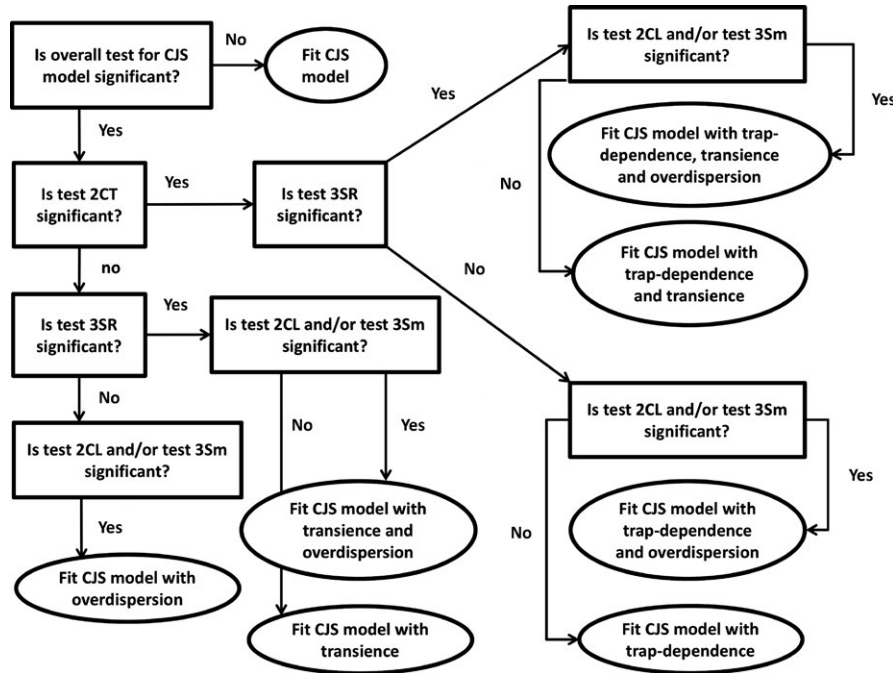 Is overall test for CJS
model significant?
No
Fit CJS
model
Yes
Is test 2CT
significant?
Yes
Is test 3SR
significant?
Yes
Is test 2CL and/or test 3Sm
significant?
Yes
Fit CJS model with trap-
dependence, transience
and overdispersion
No
Fit CJS model with
trap-dependence
and transience
No
Is test 2CL and/or test 3Sm
significant?
Yes
Fit CJS model with
trap-dependence
and overdispersion
No
Fit CJS model with
trap-dependence
no
Is test 3SR
significant?
Yes
Is test 2CL and/or test 3Sm
significant?
No
Yes
Fit CJS model with
transience and
overdispersion
Fit CJS model with
transience
No
Is test 2CL and/or test 3Sm
significant?
Yes
Fit CJS model with
overdispersion